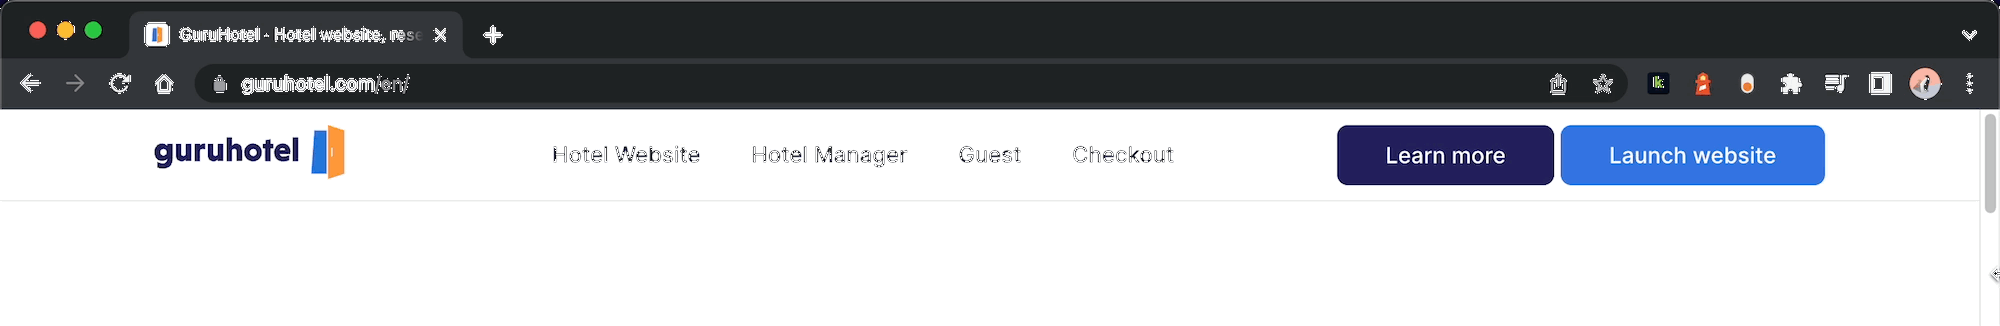 GuruHotel - Hotel website, rese
guruhotel.com/en/
guruhotel Hotel Website Hotel Manager Guest Checkout Learn more Launch website